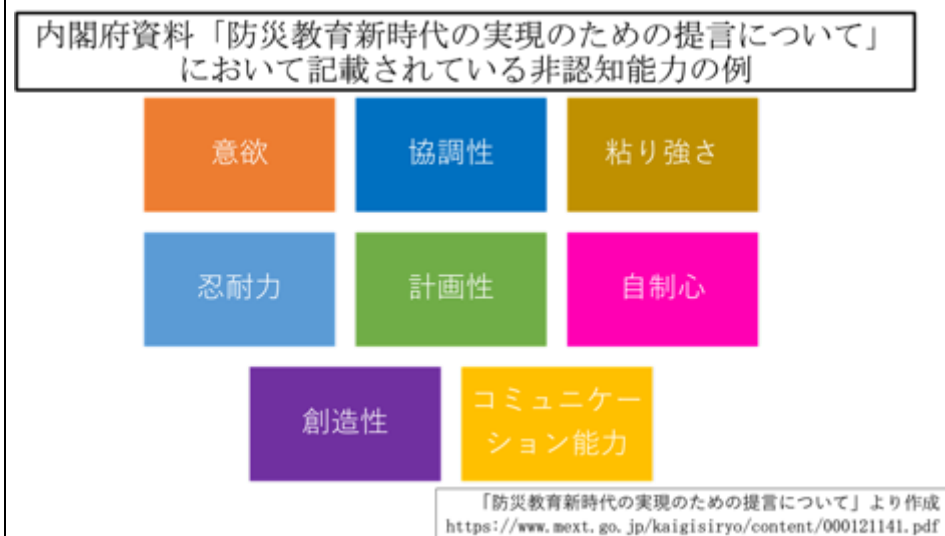 内閣府資料「防災教育新時代の実現のための提言について」
において記載されている非認知能力の例
意欲
協調性
粘り強さ
忍耐力
計画性
自制心
創造性
コミュニケー
ション能力
「防災教育新時代の実現のための提言について」より作成
https://www.mext.go.jp/kaigisiryo/content/000121141.pdf